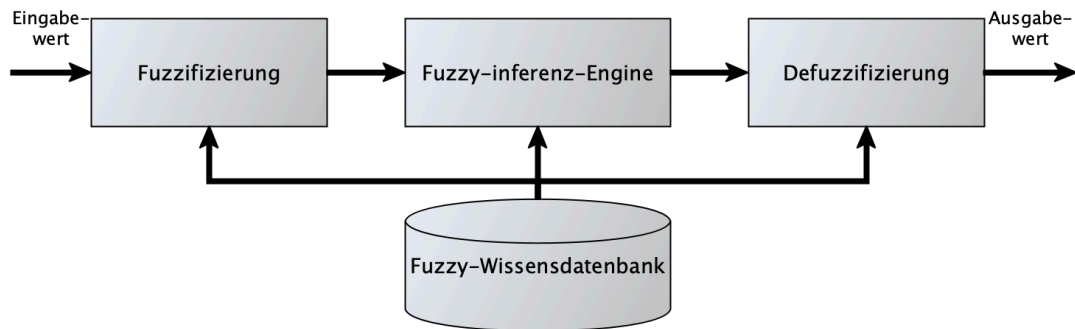 Eingabe-
wert
Fuzzifizierung
Fuzzy-inferenz-Engine
Defuzzifizierung
Ausgabe-
wert
Fuzzy-Wissensdatenbank